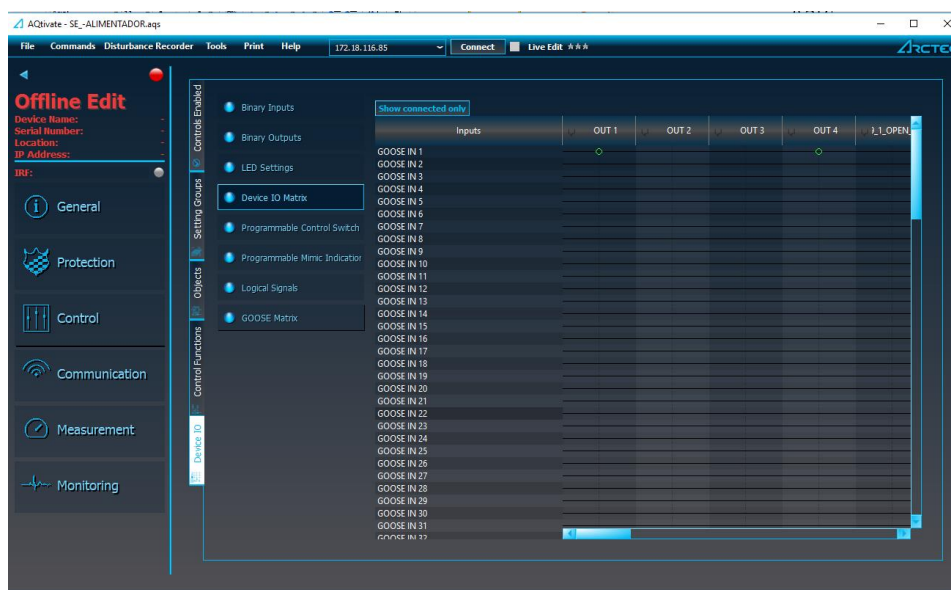 AQtivate - SE_-ALIMENTADOR.aqs
File Commands Disturbance Recorder Tools Print Help 172.18.116.85 Connect Live Edit
ARCTE
Offline Edit
Device Name: -
Serial Number: -
Location: -
IP Address: -
IRF:
General
Protection
Control
Communication
Measurement
Monitoring
Controls Enabled
Setting Groups
Objects
Control Functions
Device IO
Binary Inputs
Binary Outputs
LED Settings
Device IO Matrix
Programmable Control Switch
Programmable Mimic Indication
Logical Signals
GOOSE Matrix
Show connected only
Inputs OUT 1 OUT 2 OUT 3 OUT 4 _1_OPEN_
GOOSE IN 1
GOOSE IN 2
GOOSE IN 3
GOOSE IN 4
GOOSE IN 5
GOOSE IN 6
GOOSE IN 7
GOOSE IN 8
GOOSE IN 9
GOOSE IN 10
GOOSE IN 11
GOOSE IN 12
GOOSE IN 13
GOOSE IN 14
GOOSE IN 15
GOOSE IN 16
GOOSE IN 17
GOOSE IN 18
GOOSE IN 19
GOOSE IN 20
GOOSE IN 21
GOOSE IN 22
GOOSE IN 23
GOOSE IN 24
GOOSE IN 25
GOOSE IN 26
GOOSE IN 27
GOOSE IN 28
GOOSE IN 29
GOOSE IN 30
GOOSE IN 31
GOOSE IN 32